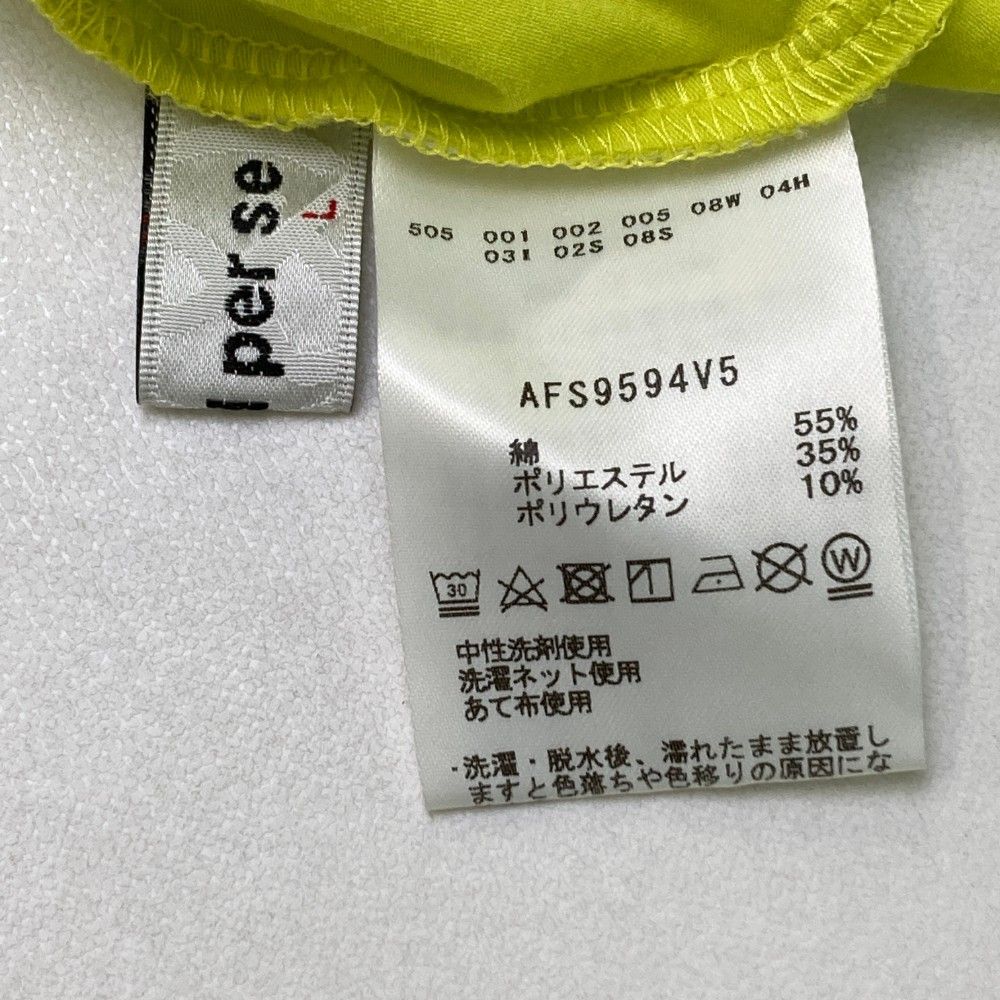 per se
L
505 001 002 005 08W 04H
03I 02S 08S
AFS9594V5
綿 55%
ポリエステル 35%
ポリウレタン 10%
30
1
W
中性洗剤使用
洗濯ネット使用
あて布使用
・洗濯・脱水後、濡れたまま放置し
ますと色落ちや色移りの原因にな